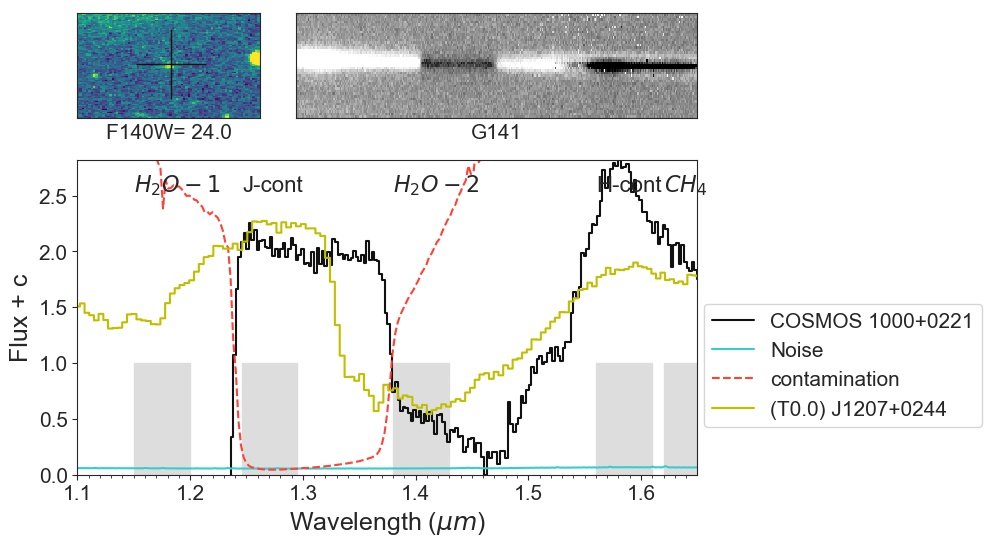 F140W= 24.0
G141
H₂O − 1 J-cont H₂O − 2 H-cont CH₄
Flux + c
2.5
2.0
1.5
1.0
0.5
0.0
1.1 1.2 1.3 1.4 1.5 1.6
Wavelength (μm)
COSMOS 1000+0221
Noise
contamination
(T0.0) J1207+0244